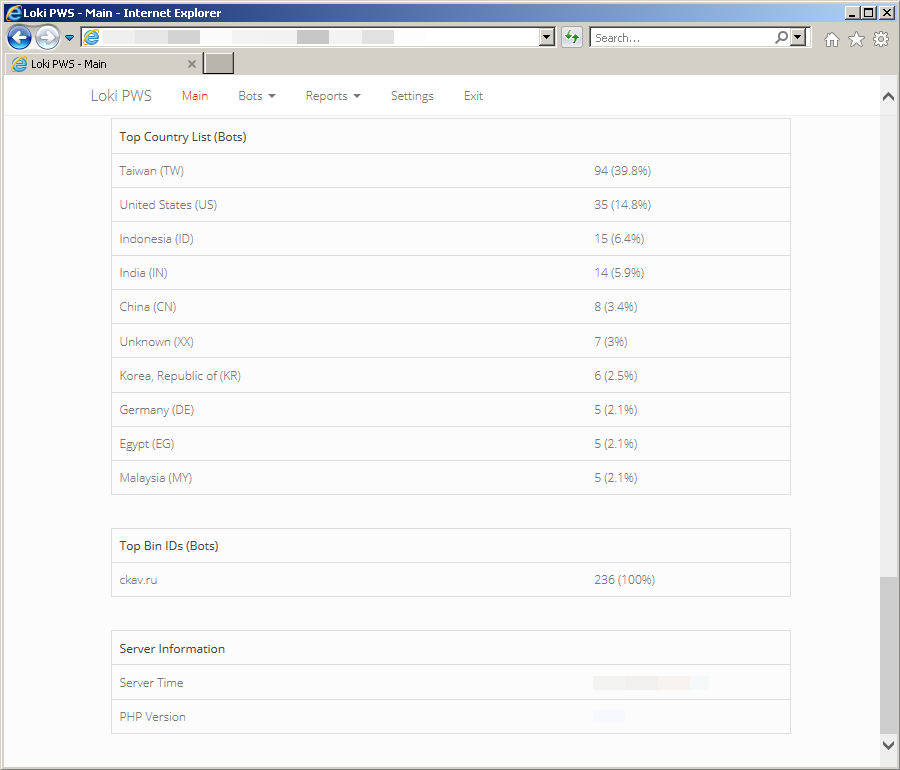 Loki PWS - Main - Internet Explorer
Search...
Loki PWS - Main
Loki PWS Main Bots Reports Settings Exit
Top Country List (Bots)
Taiwan (TW) 94 (39.8%)
United States (US) 35 (14.8%)
Indonesia (ID) 15 (6.4%)
India (IN) 14 (5.9%)
China (CN) 8 (3.4%)
Unknown (XX) 7 (3%)
Korea, Republic of (KR) 6 (2.5%)
Germany (DE) 5 (2.1%)
Egypt (EG) 5 (2.1%)
Malaysia (MY) 5 (2.1%)
Top Bin IDs (Bots)
ckav.ru 236 (100%)
Server Information
Server Time
PHP Version